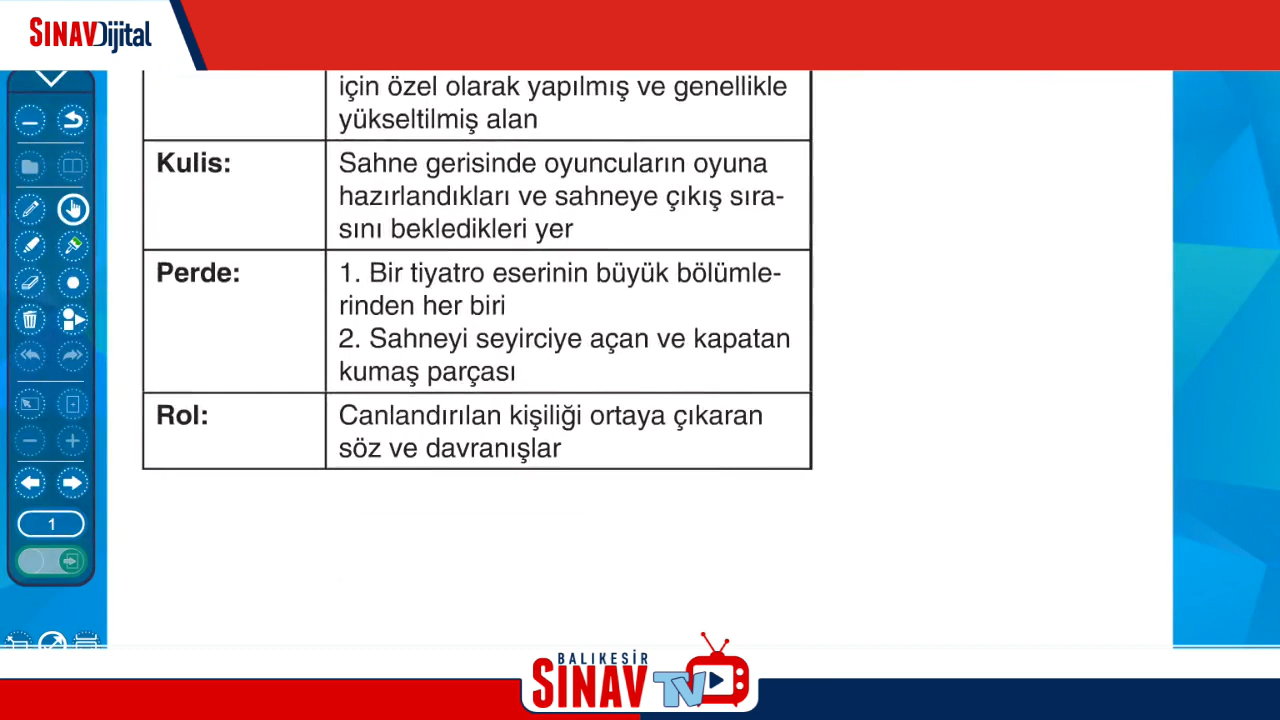 SINAVDijital
için özel olarak yapılmış ve genellikle
yükseltilmiş alan
Kulis:
Sahne gerisinde oyuncuların oyuna
hazırlandıkları ve sahneye çıkış sıra-
sını bekledikleri yer
Perde:
1. Bir tiyatro eserinin büyük bölümle-
rinden her biri
2. Sahneyi seyirciye açan ve kapatan
kumaş parçası
Rol:
Canlandırılan kişiliği ortaya çıkaran
söz ve davranışlar
1
BALIKESİR
SINAV TV